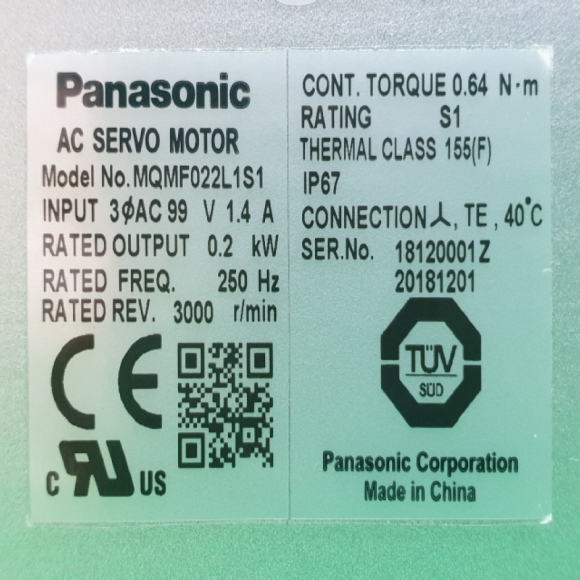 Panasonic
AC SERVO MOTOR
Model No.MQMF022L1S1
INPUT 3ϕAC 99 V 1.4 A
RATED OUTPUT 0.2 kW
RATED FREQ. 250 Hz
RATED REV. 3000 r/min
CE
C RU US
CONT. TORQUE 0.64 N·m
RATING S1
THERMAL CLASS 155(F)
IP67
CONNECTION⅄, TE , 40°C
SER.No. 18120001Z
20181201
TÜV
SÜD
Panasonic Corporation
Made in China